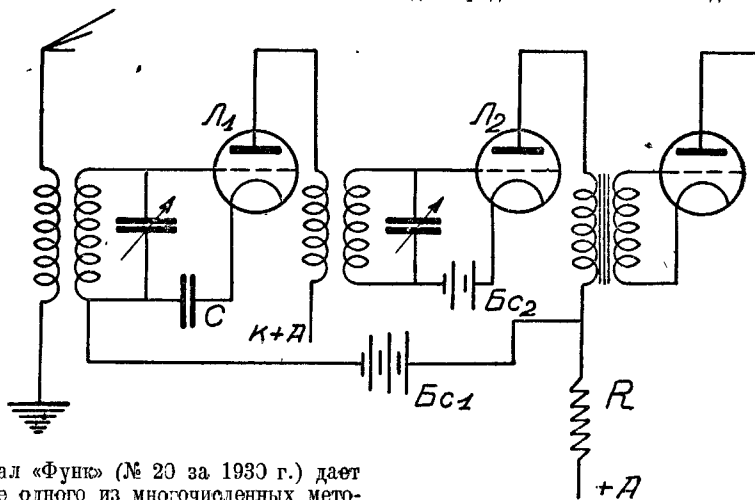 Л1
Л2
С
К+А
Бс2
Бс1
R
+А
ал «Функ» (№ 20 за 1930 г.) дает
е одного из многочисленных мето-